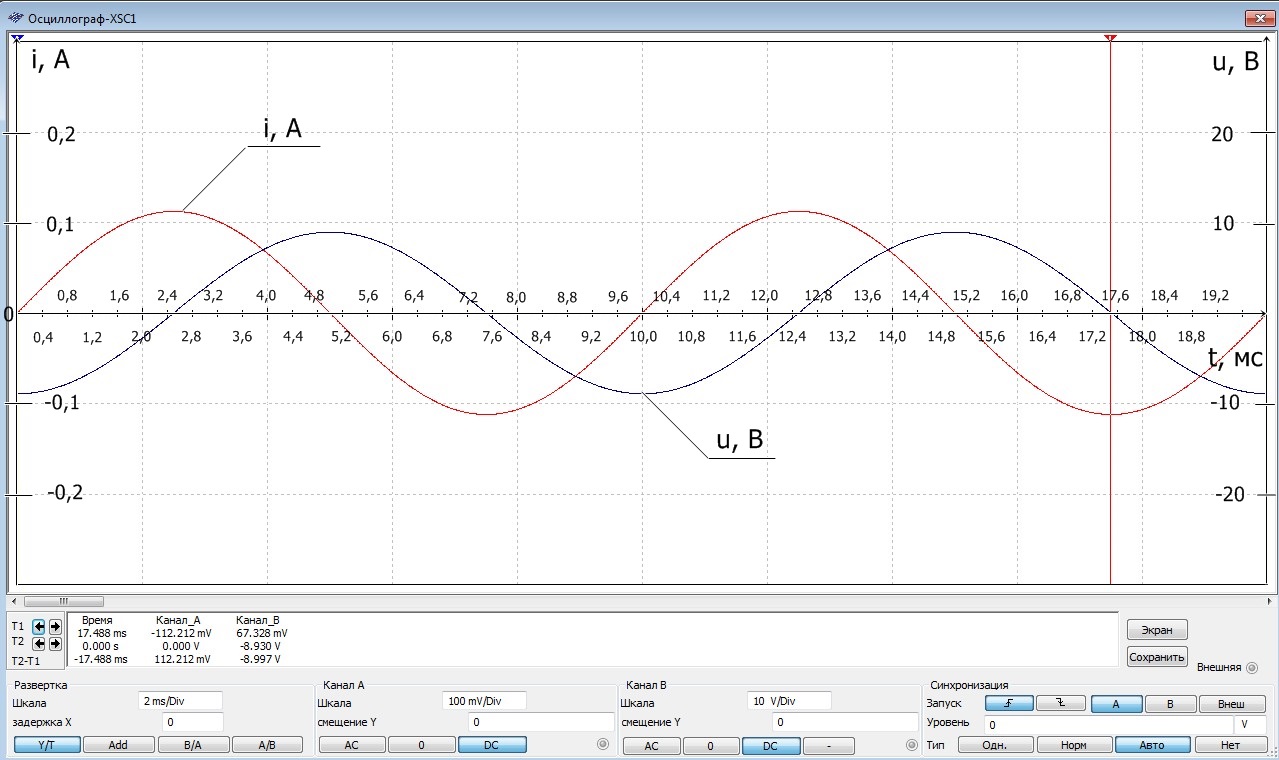 Осциллограф-XSC1
i, A
u, B
0,2
i, A
20
0,1
10
0,8 1,6 2,4 3,2 4,0 4,8 5,6 6,4 7,2 8,0 8,8 9,6 10,4 11,2 12,0 12,8 13,6 14,4 15,2 16,0 16,8 17,6 18,4 19,2
0
0,4 1,2 2,0 2,8 3,6 4,4 5,2 6,0 6,8 7,6 8,4 9,2 10,0 10,8 11,6 12,4 13,2 14,0 14,8 15,6 16,4 17,2 18,0 18,8
t, мс
-0,1
-10
u, B
-0,2
-20
T1
T2
T2-T1
Время Канал_A Канал_B
17.488 ms -112.212 mV 67.328 mV
0.000 s 0.000 V -8.930 mV
-17.488 ms 112.212 mV -8.997 mV
Экран
Сохранить
Внешняя
Развертка
Шкала 2 ms/Div
задержка X 0
Y/T Add B/A A/B
Канал A
Шкала 100 mV/Div
смещение Y 0
AC 0 DC
Канал B
Шкала 10 V/Div
смещение Y 0
AC 0 DC -
Синхронизация
Запуск A B Внеш
Уровень 0 V
Тип Одн. Норм Авто Нет